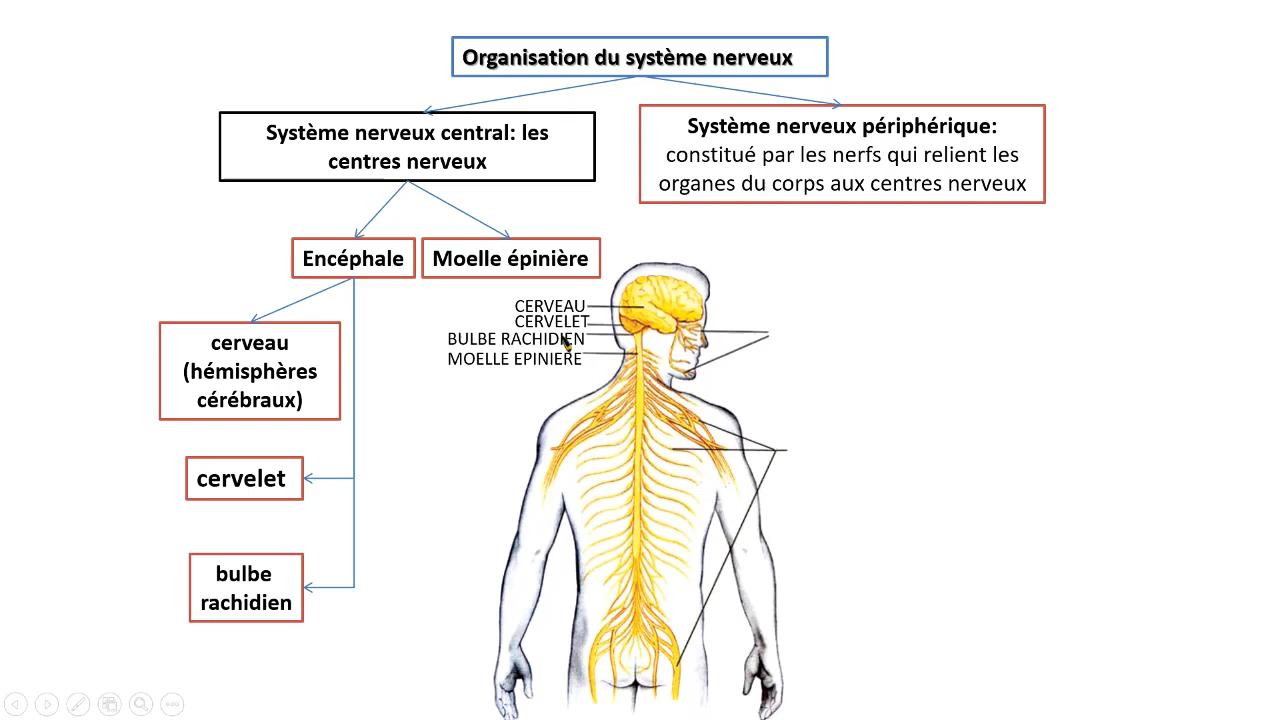 Organisation du système nerveux
Système nerveux central: les
centres nerveux
Système nerveux périphérique:
constitué par les nerfs qui relient les
organes du corps aux centres nerveux
Encéphale
Moelle épinière
CERVEAU
CERVELET
BULBE RACHIDIEN
MOELLE EPINIERE
cerveau
(hémisphères
cérébraux)
cervelet
bulbe
rachidien